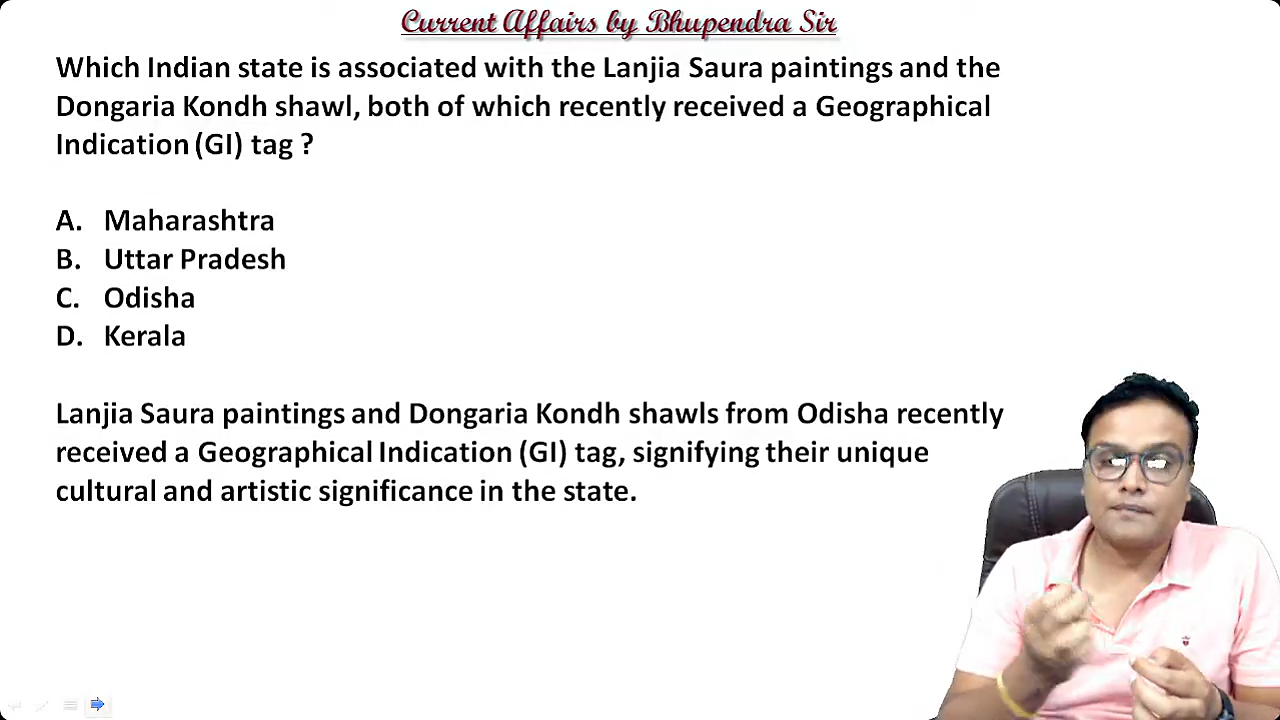 Current Affairs by Bhupendra Sir
Which Indian state is associated with the Lanjia Saura paintings and the
Dongaria Kondh shawl, both of which recently received a Geographical
Indication (GI) tag ?
A. Maharashtra
B. Uttar Pradesh
C. Odisha
D. Kerala
Lanjia Saura paintings and Dongaria Kondh shawls from Odisha recently
received a Geographical Indication (GI) tag, signifying their unique
cultural and artistic significance in the state.